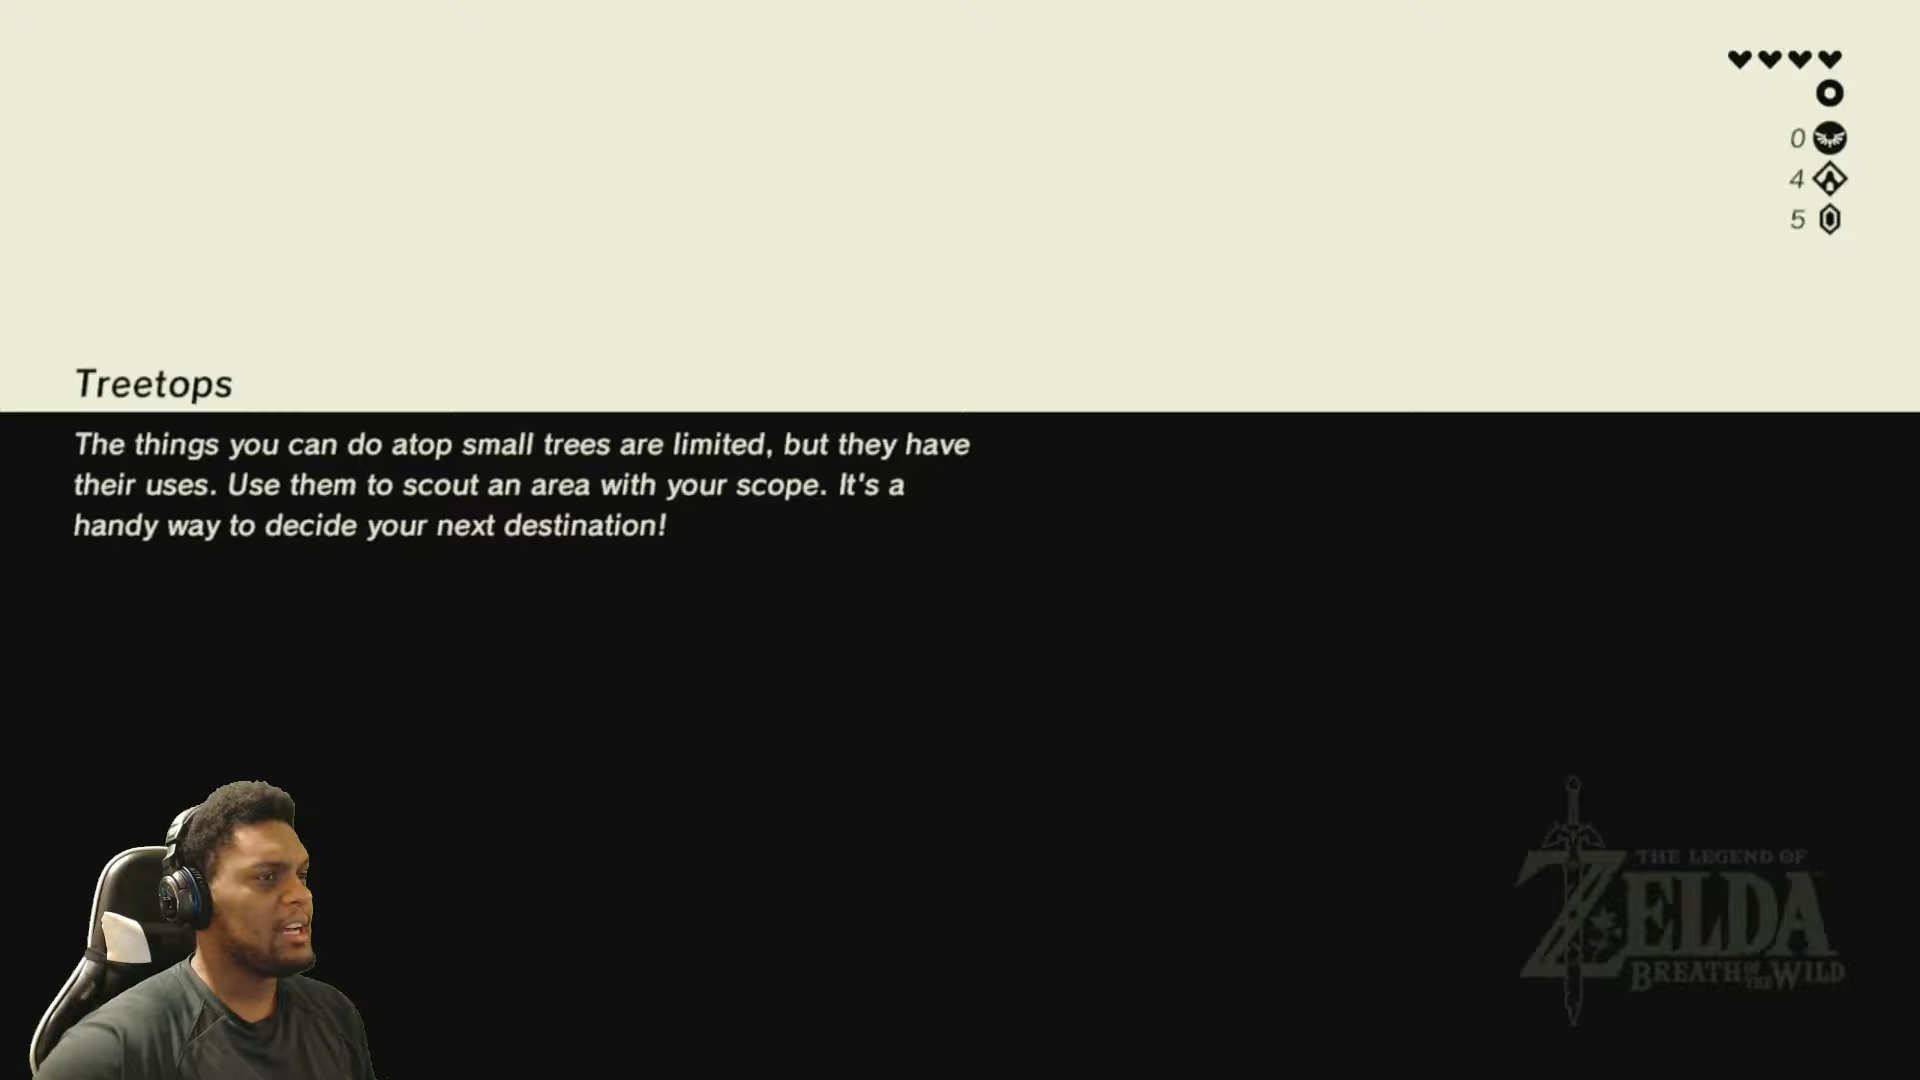 0
4
5
Treetops
The things you can do atop small trees are limited, but they have
their uses. Use them to scout an area with your scope. It's a
handy way to decide your next destination!
THE LEGEND OF
ZELDA
BREATH OF THE WILD